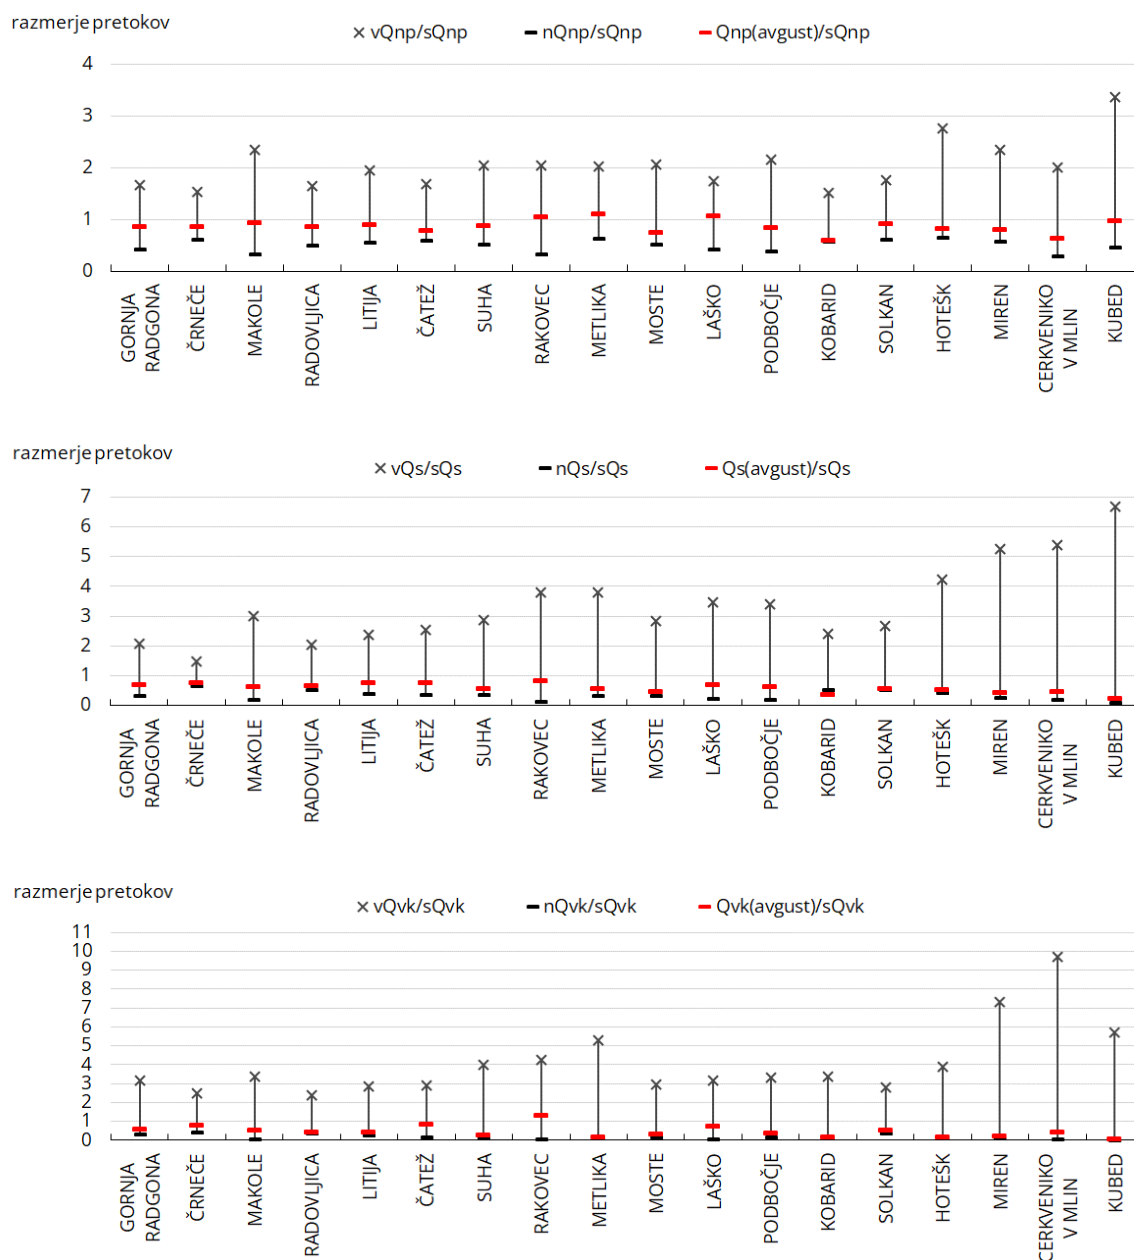 razmerje pretokov
vQnp/sQnp nQnp/sQnp Qnp(avgust)/sQnp
4
3
2
1
0
GORNJA
RADGONA
ČRNEČE
MAKOLE
RADOVLJICA
LITIJA
ČATEŽ
SUHA
RAKOVEC
METLIKA
MOSTE
LAŠKO
PODBOČJE
KOBARID
SOLKAN
HOTEŠK
MIREN
CERKVENIKO
V MLIN
KUBED
razmerje pretokov
vQs/sQs nQs/sQs Qs(avgust)/sQs
7
6
5
4
3
2
1
0
GORNJA
RADGONA
ČRNEČE
MAKOLE
RADOVLJICA
LITIJA
ČATEŽ
SUHA
RAKOVEC
METLIKA
MOSTE
LAŠKO
PODBOČJE
KOBARID
SOLKAN
HOTEŠK
MIREN
CERKVENIKO
V MLIN
KUBED
razmerje pretokov
vQvk/sQvk nQvk/sQvk Qvk(avgust)/sQvk
11
10
9
8
7
6
5
4
3
2
1
0
GORNJA
RADGONA
ČRNEČE
MAKOLE
RADOVLJICA
LITIJA
ČATEŽ
SUHA
RAKOVEC
METLIKA
MOSTE
LAŠKO
PODBOČJE
KOBARID
SOLKAN
HOTEŠK
MIREN
CERKVENIKO
V MLIN
KUBED